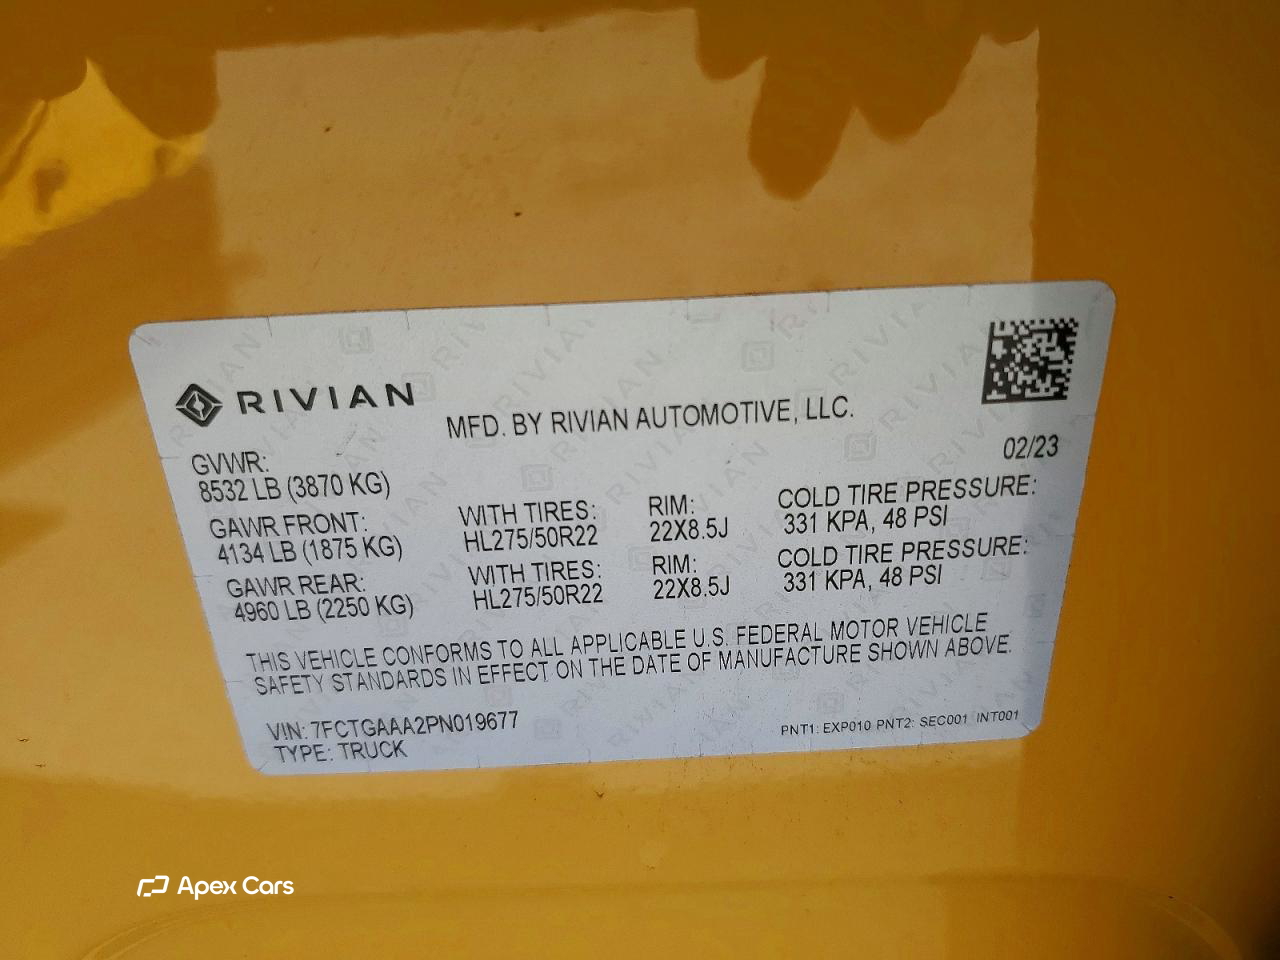 RIVIAN
MFD. BY RIVIAN AUTOMOTIVE, LLC.
02/23
GVWR:
8532 LB (3870 KG)
GAWR FRONT: WITH TIRES: RIM: COLD TIRE PRESSURE:
4134 LB (1875 KG) HL275/50R22 22X8.5J 331 KPA, 48 PSI
GAWR REAR: WITH TIRES: RIM: COLD TIRE PRESSURE:
4960 LB (2250 KG) HL275/50R22 22X8.5J 331 KPA, 48 PSI
THIS VEHICLE CONFORMS TO ALL APPLICABLE U.S. FEDERAL MOTOR VEHICLE
SAFETY STANDARDS IN EFFECT ON THE DATE OF MANUFACTURE SHOWN ABOVE.
VIN: 7FCTGAAA2PN019677
TYPE: TRUCK
PNT1: EXP010 PNT2: SEC001 INT001
Apex Cars